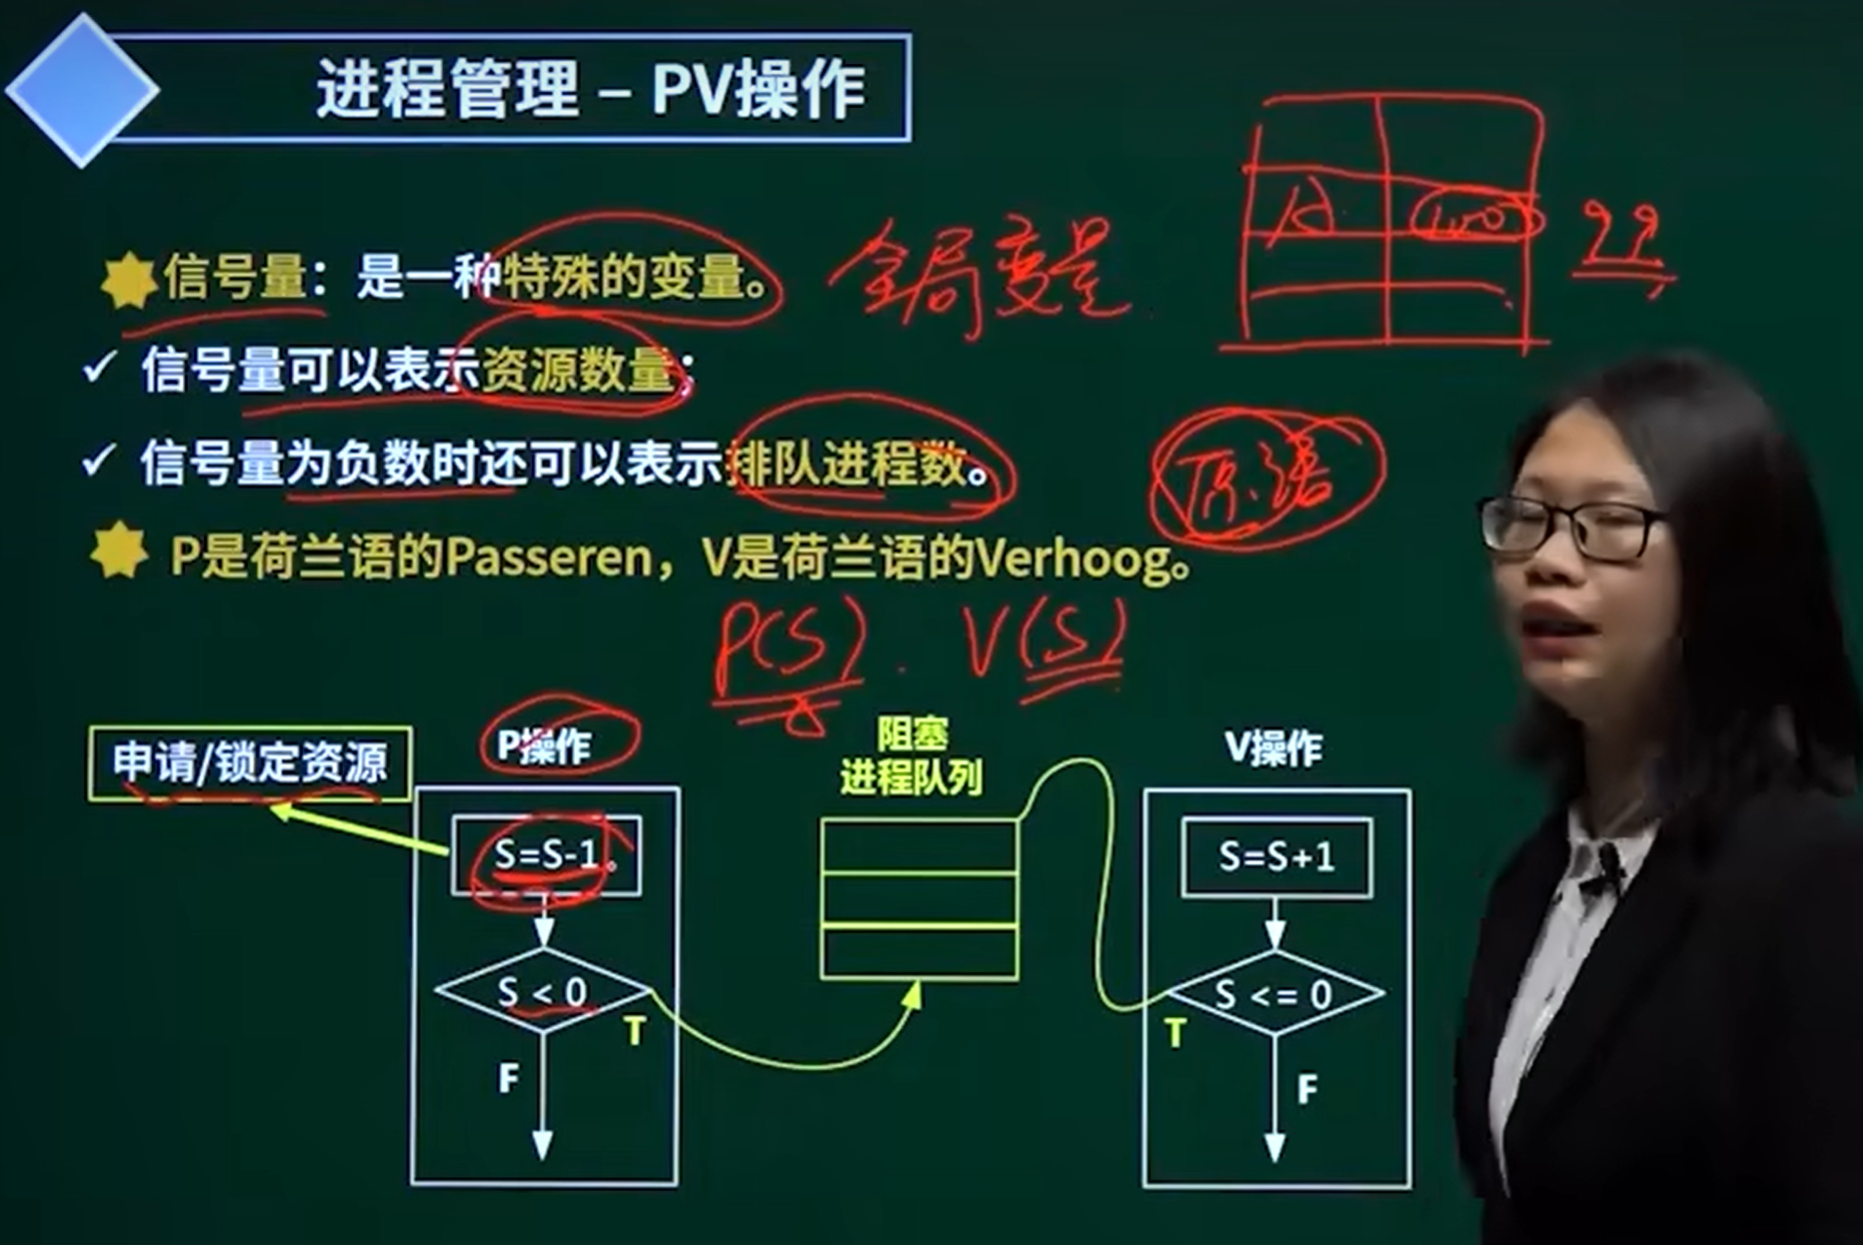 进程管理 – PV操作
信号量：是一种特殊的变量。
全局变量
A
100
99
信号量可以表示资源数量；
信号量为负数时还可以表示排队进程数。
原语
P是荷兰语的Passeren，V是荷兰语的Verhoog。
P(S). V(S)
申请/锁定资源
P操作
阻塞
进程队列
V操作
S=S-1。
S=S+1
S < 0
S <= 0
T
T
F
F